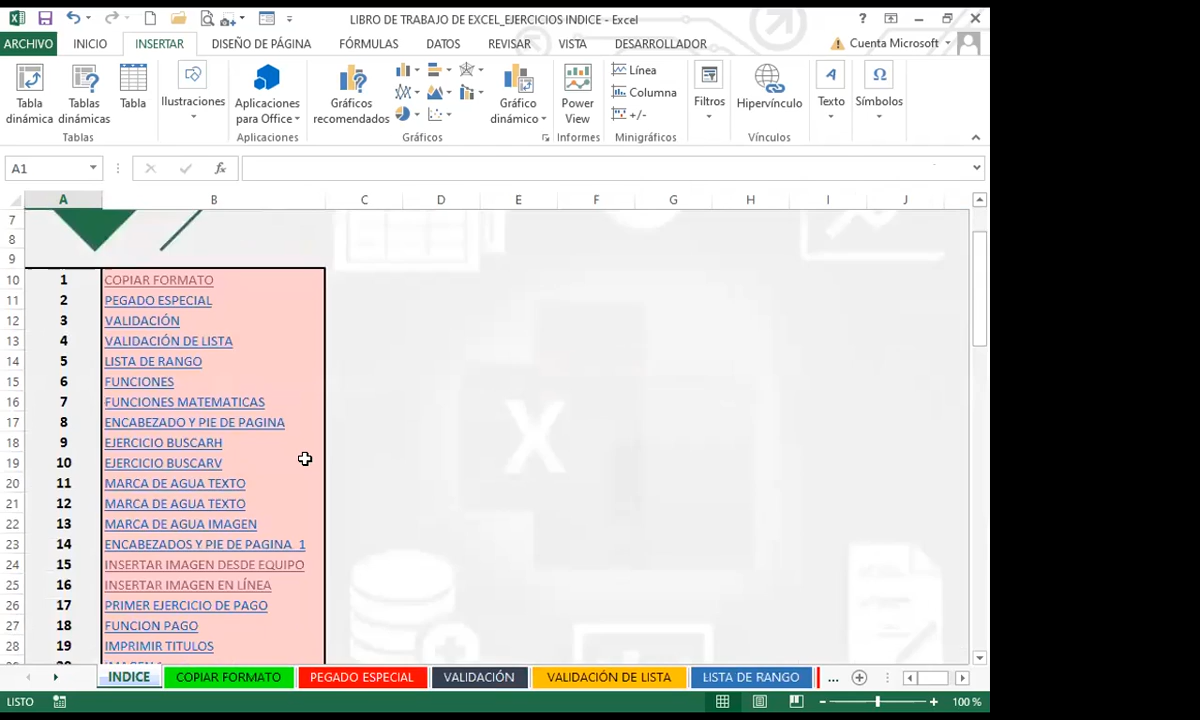 LIBRO DE TRABAJO DE EXCEL_EJERCICIOS INDICE - Excel
ARCHIVO INICIO INSERTAR DISEÑO DE PÁGINA FÓRMULAS DATOS REVISAR VISTA DESARROLLADOR Cuenta Microsoft
Tabla dinámica
Tablas dinámicas
Tabla
Tablas
Ilustraciones
Aplicaciones para Office
Aplicaciones
Gráficos recomendados
Gráfico dinámico
Gráficos
Power View
Informes
Línea
Columna
+/-
Minigráficos
Filtros
Hipervínculo
Vínculos
Texto
Símbolos
A1 fx
A B C D E F G H I J
7
8
9
10 1 COPIAR FORMATO
11 2 PEGADO ESPECIAL
12 3 VALIDACIÓN
13 4 VALIDACIÓN DE LISTA
14 5 LISTA DE RANGO
15 6 FUNCIONES
16 7 FUNCIONES MATEMATICAS
17 8 ENCABEZADO Y PIE DE PAGINA
18 9 EJERCICIO BUSCARH
19 10 EJERCICIO BUSCARV
20 11 MARCA DE AGUA TEXTO
21 12 MARCA DE AGUA TEXTO
22 13 MARCA DE AGUA IMAGEN
23 14 ENCABEZADOS Y PIE DE PAGINA_1
24 15 INSERTAR IMAGEN DESDE EQUIPO
25 16 INSERTAR IMAGEN EN LÍNEA
26 17 PRIMER EJERCICIO DE PAGO
27 18 FUNCION PAGO
28 19 IMPRIMIR TITULOS
INDICE COPIAR FORMATO PEGADO ESPECIAL VALIDACIÓN VALIDACIÓN DE LISTA LISTA DE RANGO ...
LISTO 100 %